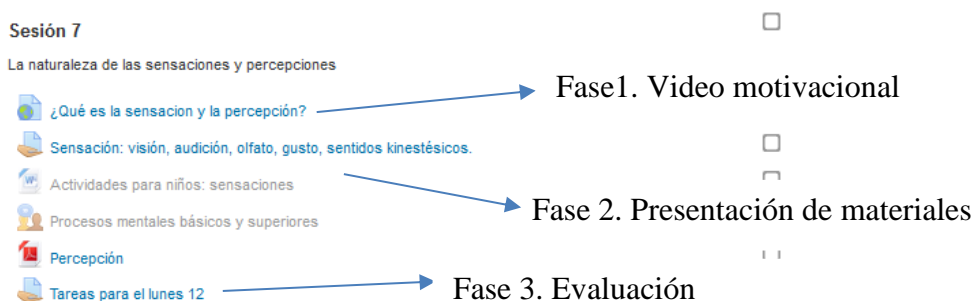 Sesión 7
La naturaleza de las sensaciones y percepciones
Fase1. Video motivacional
¿Qué es la sensacion y la percepción?
Sensación: visión, audición, olfato, gusto, sentidos kinestésicos.
Actividades para niños: sensaciones
Fase 2. Presentación de materiales
Procesos mentales básicos y superiores
Percepción
Fase 3. Evaluación
Tareas para el lunes 12